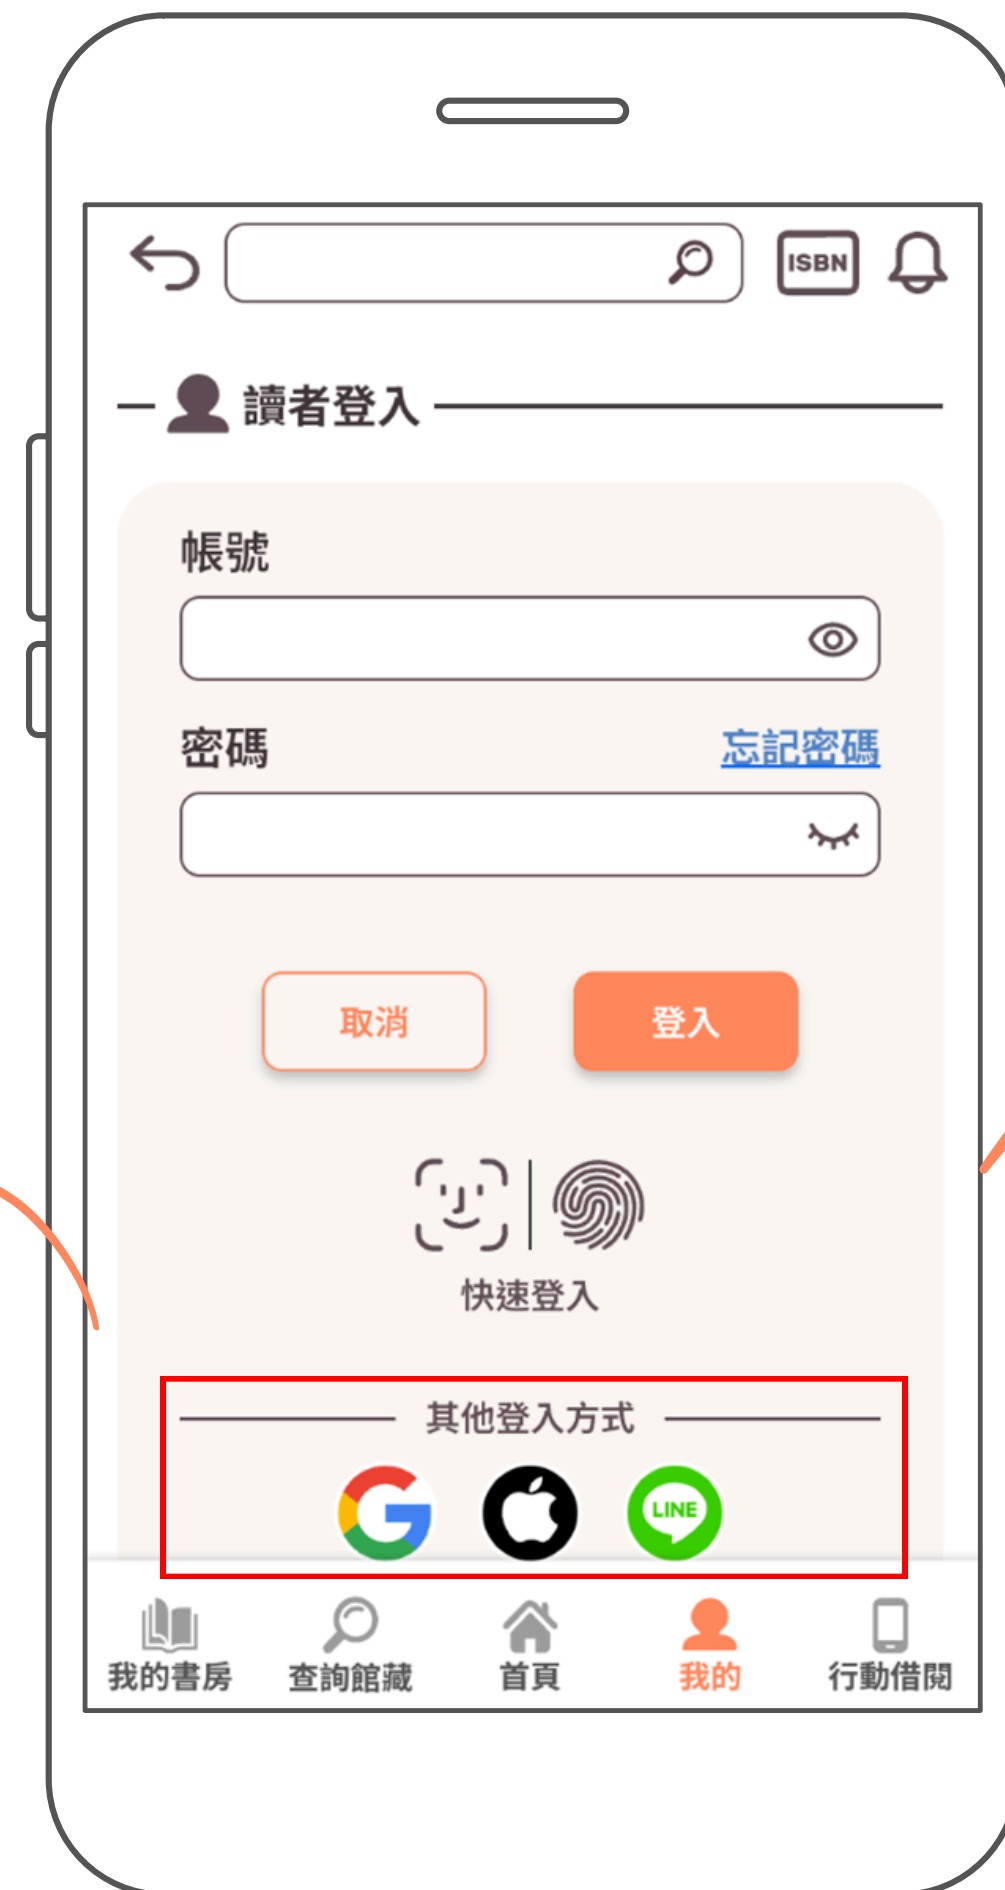 ISBN
讀者登入
帳號
密碼 忘記密碼
取消 登入
快速登入
其他登入方式
LINE
我的書房 查詢館藏 首頁 我的 行動借閱